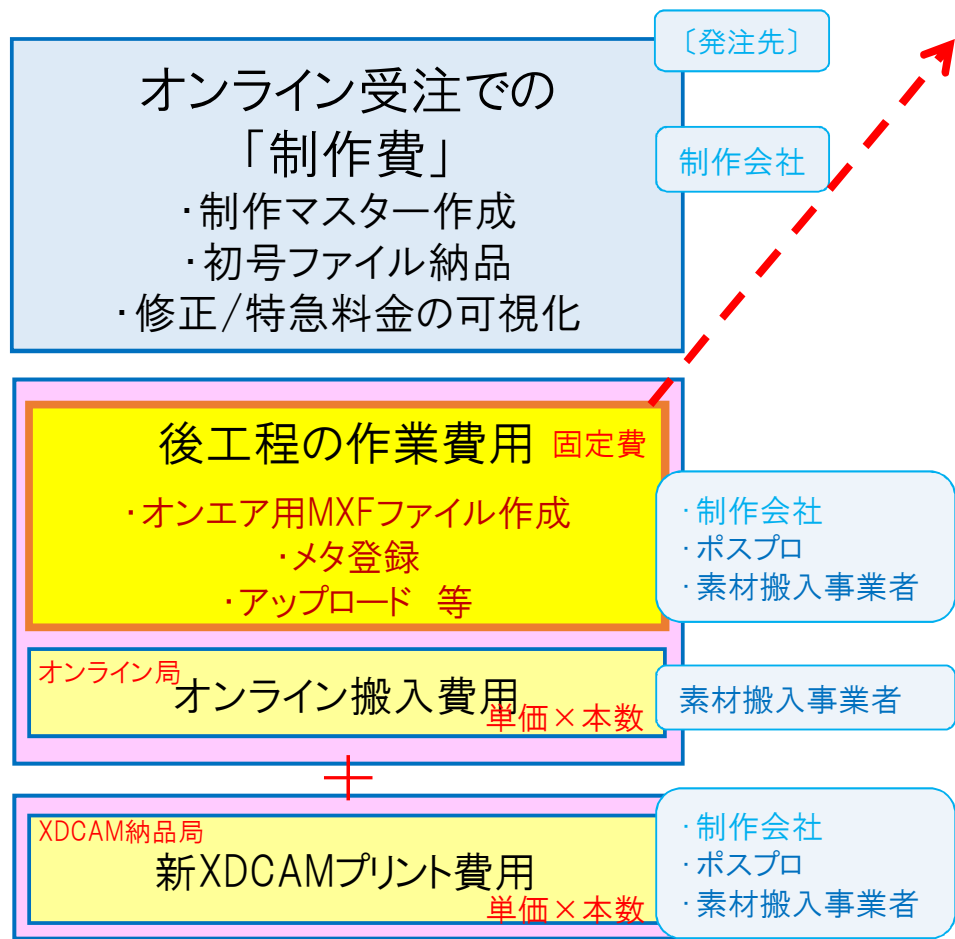 〔発注先〕
オンライン受注での
「制作費」
・制作マスター作成
・初号ファイル納品
・修正/特急料金の可視化
制作会社
後工程の作業費用 固定費
・オンエア用MXFファイル作成
・メタ登録
・アップロード 等
・制作会社
・ポスプロ
・素材搬入事業者
オンライン局
オンライン搬入費用
単価×本数
素材搬入事業者
+
XDCAM納品局
新XDCAMプリント費用
単価×本数
・制作会社
・ポスプロ
・素材搬入事業者